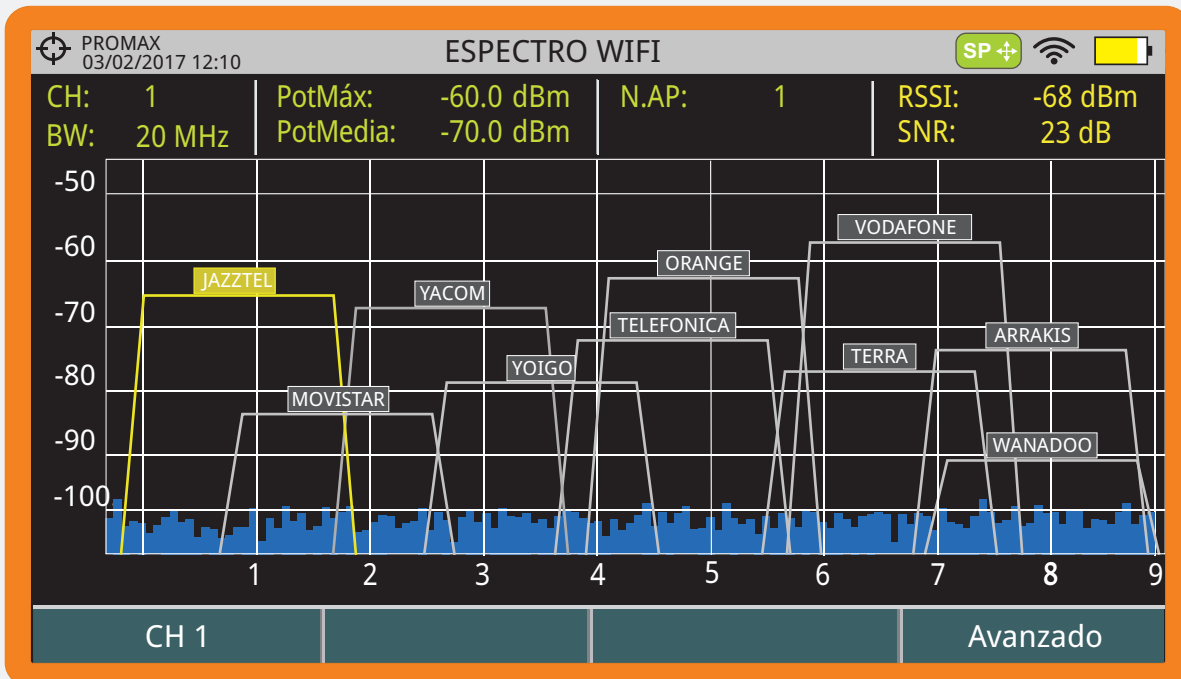 PROMAX
03/02/2017 12:10
ESPECTRO WIFI
SP
CH: 1
BW: 20 MHz
PotMáx: -60.0 dBm
PotMedia: -70.0 dBm
N.AP: 1
RSSI: -68 dBm
SNR: 23 dB
-50
-60
-70
-80
-90
-100
VODAFONE
ORANGE
JAZZTEL
YACOM
TELEFONICA
ARRAKIS
TERRA
YOIGO
MOVISTAR
WANADOO
1 2 3 4 5 6 7 8 9
CH 1
Avanzado